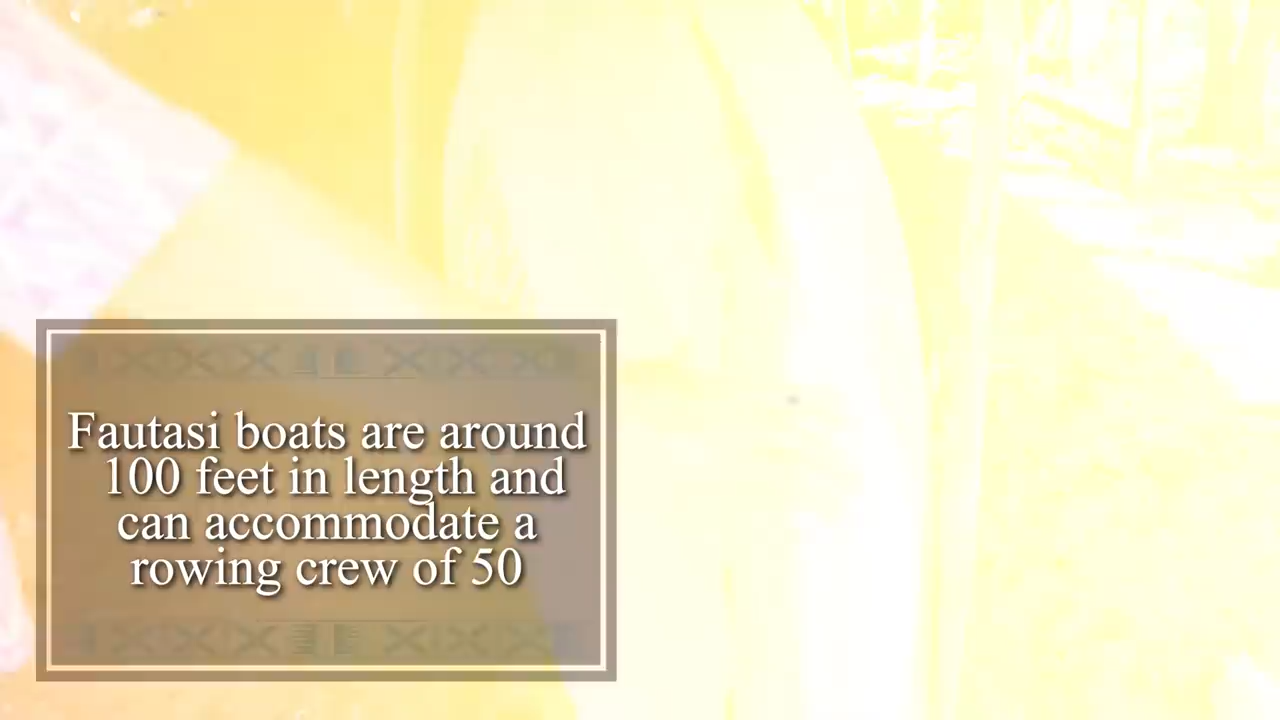 Fautasi boats are around
100 feet in length and
can accommodate a
rowing crew of 50